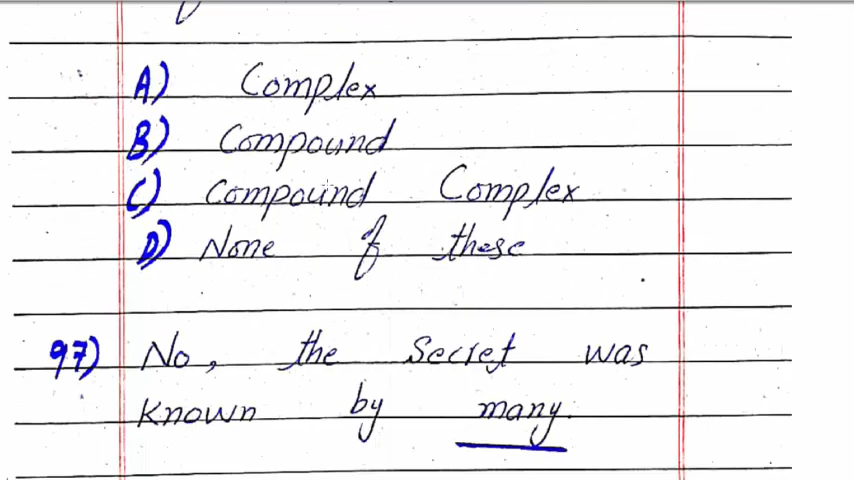 A) Complex
B) Compound
C) Compound Complex
D) None of these
97) No, the Secret was
known by many.